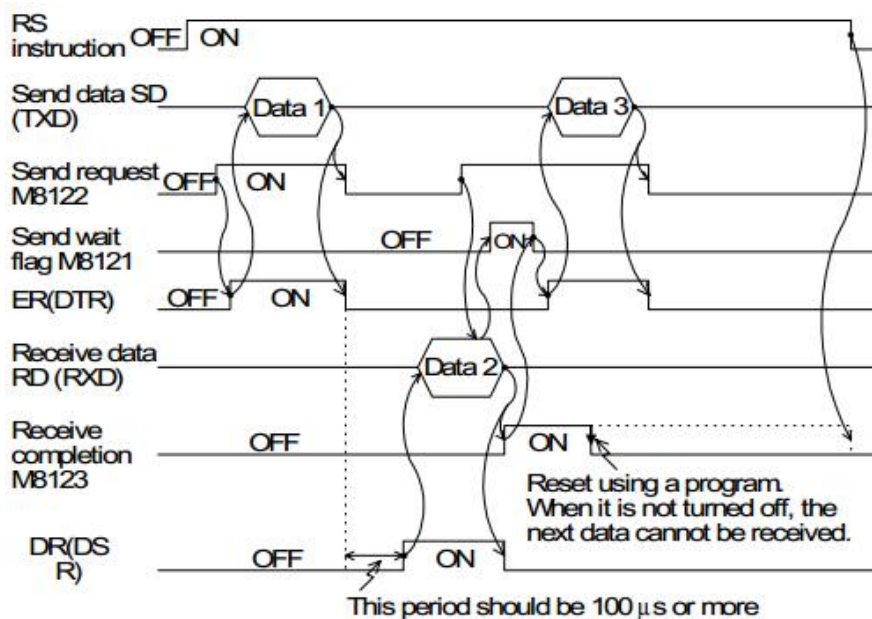 RS
instruction OFF ON
Send data SD
(TXD)
Data 1
Data 3
Send request
M8122
OFF ON
Send wait
flag M8121
OFF
ON
ER(DTR)
OFF ON
Receive data
RD (RXD)
Data 2
Receive
completion
M8123
OFF
ON
Reset using a program.
When it is not turned off, the
next data cannot be received.
DR(DS
R)
OFF
ON
This period should be 100 μs or more